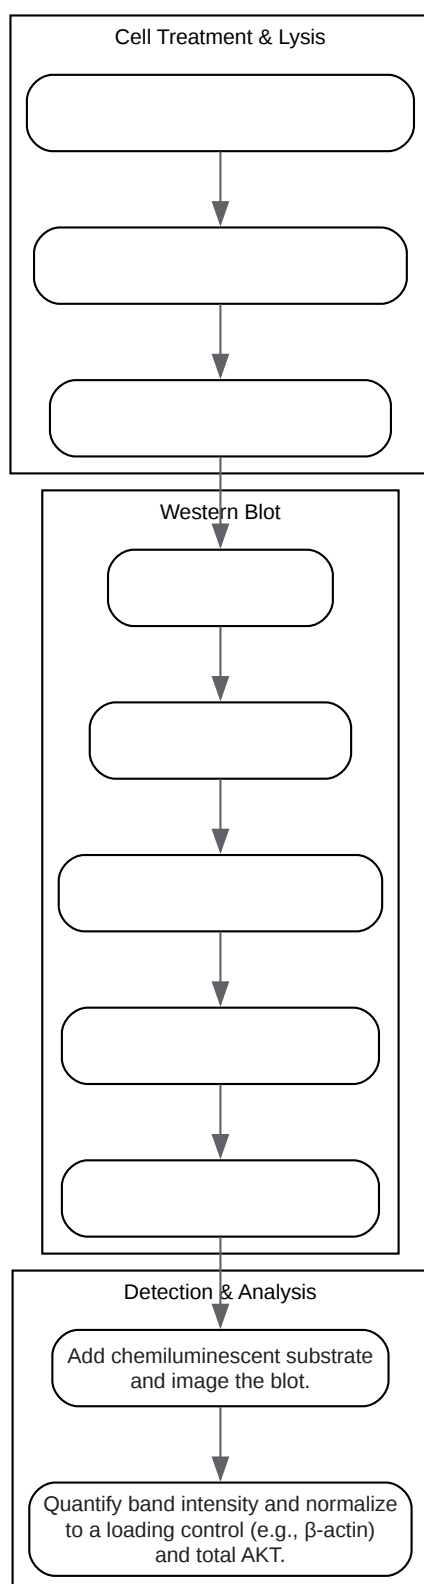 Cell Treatment & Lysis
Western Blot
Detection & Analysis
Add chemiluminescent substrate
and image the blot.
Quantify band intensity and normalize
to a loading control (e.g., β-actin)
and total AKT.